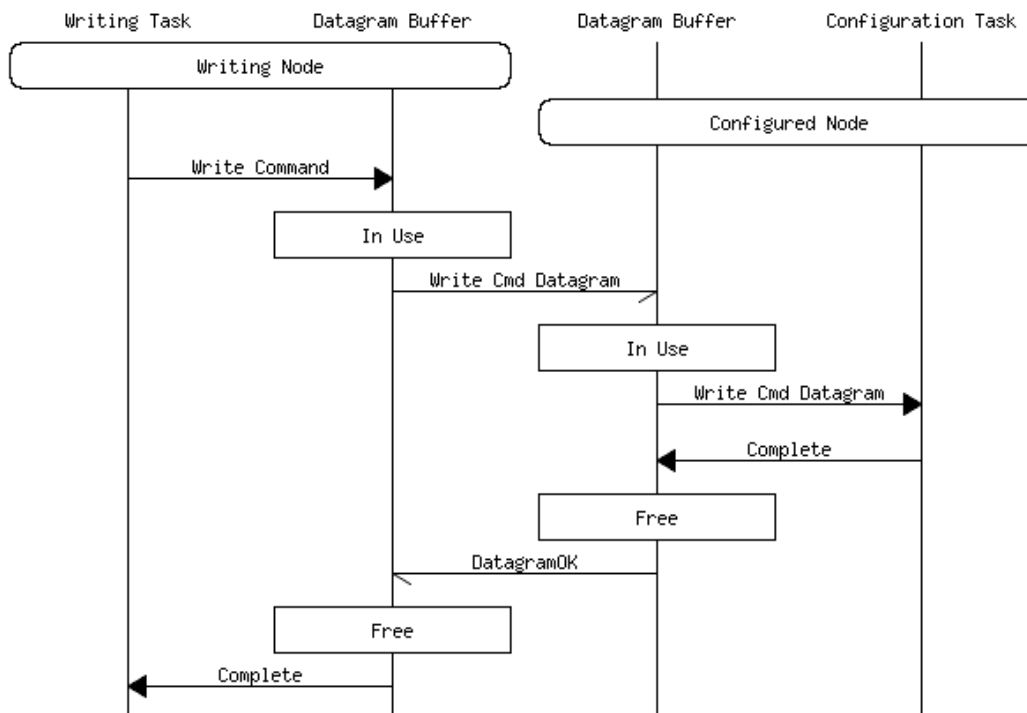 Writing Task
Datagram Buffer
Datagram Buffer
Configuration Task
Writing Node
Configured Node
Write Command
In Use
Write Cmd Datagram
In Use
Write Cmd Datagram
Complete
Free
DatagramOK
Free
Complete